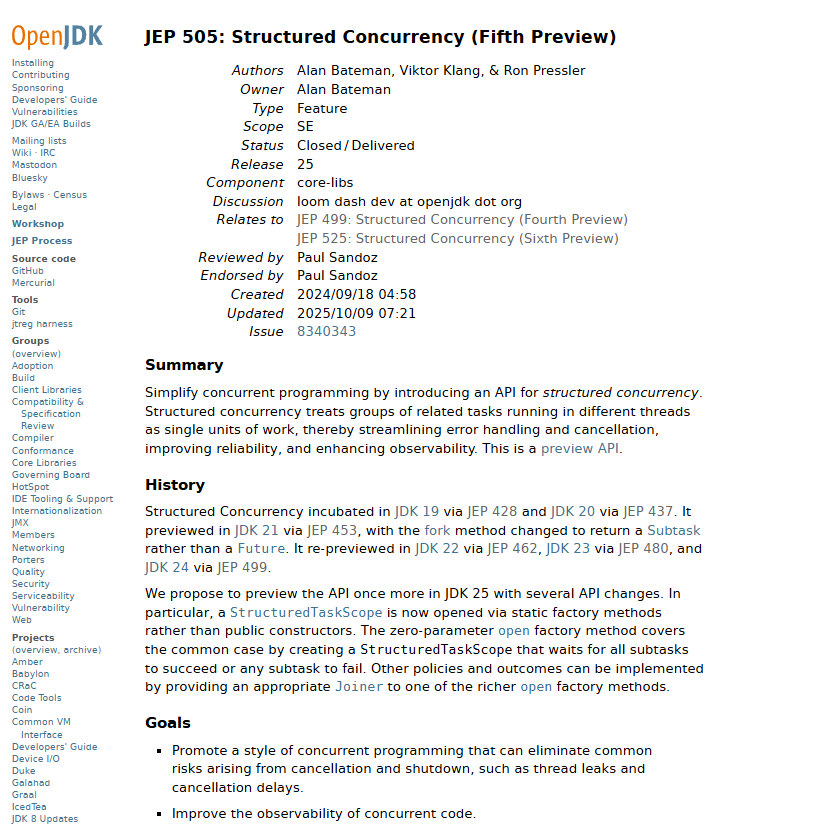 OpenJDK
Installing
Contributing
Sponsoring
Developers' Guide
Vulnerabilities
JDK GA/EA Builds
Mailing lists
Wiki · IRC
Mastodon
Bluesky
Bylaws · Census
Legal
Workshop
JEP Process
Source code
GitHub
Mercurial
Tools
Git
jtreg harness
Groups
(overview)
Adoption
Build
Client Libraries
Compatibility &
Specification
Review
Compiler
Conformance
Core Libraries
Governing Board
HotSpot
IDE Tooling & Support
Internationalization
JMX
Members
Networking
Porters
Quality
Security
Serviceability
Vulnerability
Web
Projects
(overview, archive)
Amber
Babylon
CRaC
Code Tools
Coin
Common VM
Interface
Developers' Guide
Device I/O
Duke
Galahad
Graal
IcedTea
JDK 8 Updates
JEP 505: Structured Concurrency (Fifth Preview)
Authors Alan Bateman, Viktor Klang, & Ron Pressler
Owner Alan Bateman
Type Feature
Scope SE
Status Closed / Delivered
Release 25
Component core-libs
Discussion loom dash dev at openjdk dot org
Relates to JEP 499: Structured Concurrency (Fourth Preview)
JEP 525: Structured Concurrency (Sixth Preview)
Reviewed by Paul Sandoz
Endorsed by Paul Sandoz
Created 2024/09/18 04:58
Updated 2025/10/09 07:21
Issue 8340343
Summary
Simplify concurrent programming by introducing an API for structured concurrency.
Structured concurrency treats groups of related tasks running in different threads
as single units of work, thereby streamlining error handling and cancellation,
improving reliability, and enhancing observability. This is a preview API.
History
Structured Concurrency incubated in JDK 19 via JEP 428 and JDK 20 via JEP 437. It
previewed in JDK 21 via JEP 453, with the fork method changed to return a Subtask
rather than a Future. It re-previewed in JDK 22 via JEP 462, JDK 23 via JEP 480, and
JDK 24 via JEP 499.
We propose to preview the API once more in JDK 25 with several API changes. In
particular, a StructuredTaskScope is now opened via static factory methods
rather than public constructors. The zero-parameter open factory method covers
the common case by creating a StructuredTaskScope that waits for all subtasks
to succeed or any subtask to fail. Other policies and outcomes can be implemented
by providing an appropriate Joiner to one of the richer open factory methods.
Goals
▪ Promote a style of concurrent programming that can eliminate common
risks arising from cancellation and shutdown, such as thread leaks and
cancellation delays.
▪ Improve the observability of concurrent code.